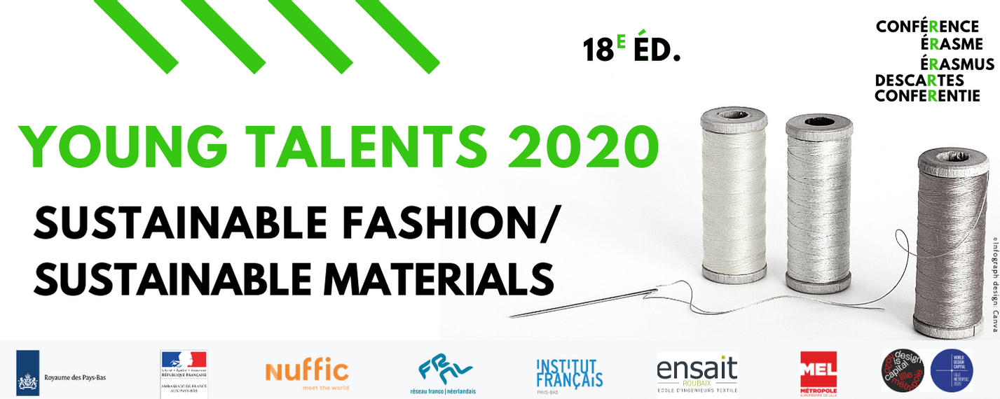 18E ÉD.
CONFÉRENCE
ÉRASME
ÉRASMUS
DESCARTES
CONFERENTIE
YOUNG TALENTS 2020
SUSTAINABLE FASHION/
SUSTAINABLE MATERIALS
©Infograph design: Canva
Royaume des Pays-Bas
Liberté • Égalité • Fraternité
RÉPUBLIQUE FRANÇAISE
AMBASSADE DE FRANCE
AUX PAYS-BAS
nuffic
meet the world
FRNL
réseau franco|néerlandais
INSTITUT
FRANÇAIS
PAYS-BAS
ensait
ROUBAIX
ECOLE D'INGENIEURS TEXTILE
MEL
MÉTROPOLE
EUROPÉENNE DE LILLE
design
is
capital
2020
lille
métropole
WORLD
DESIGN
CAPITAL
LILLE
METROPOLE
2020